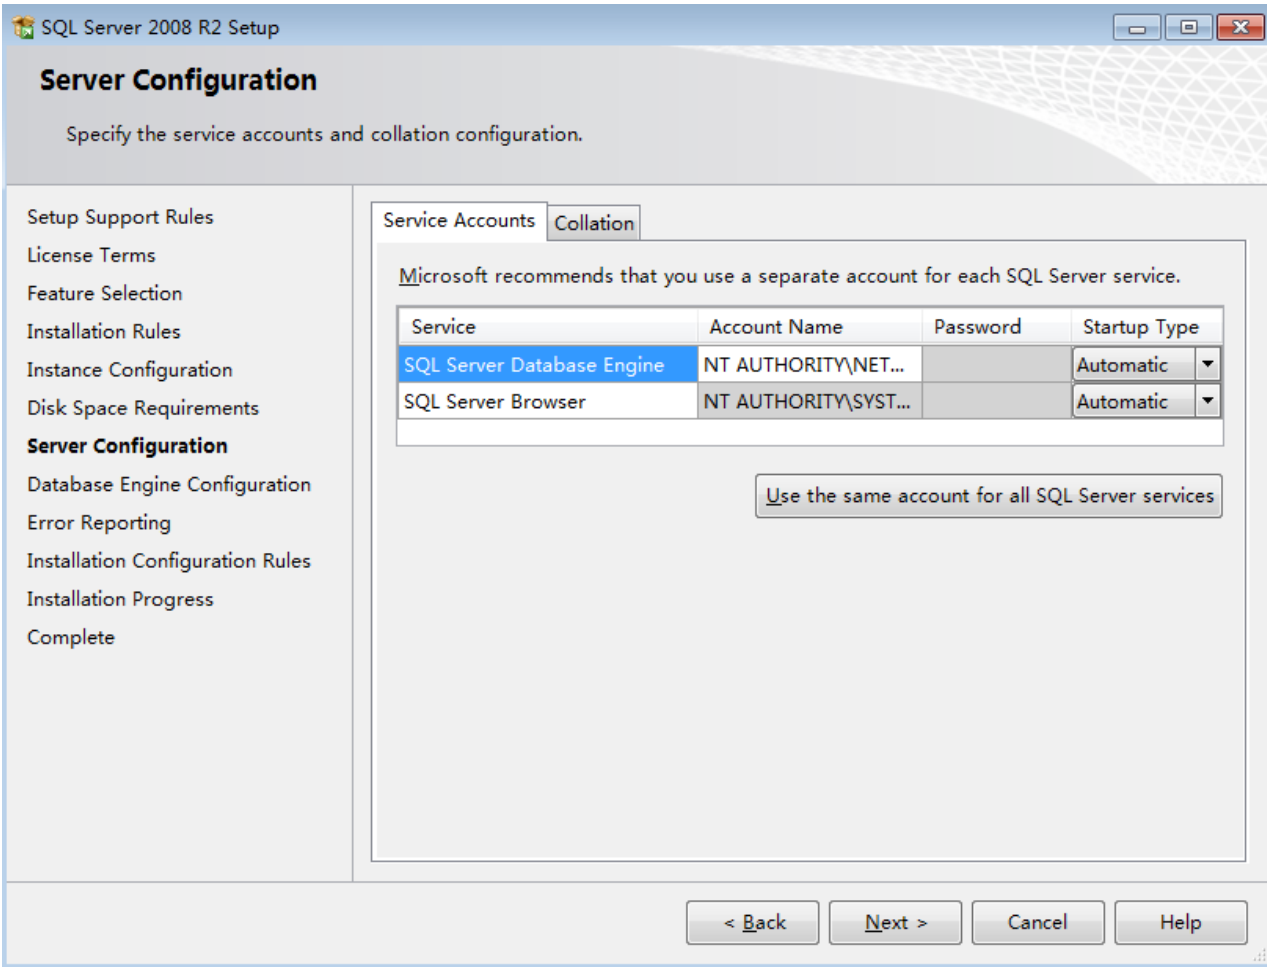 SQL Server 2008 R2 Setup
Server Configuration
Specify the service accounts and collation configuration.
Setup Support Rules
License Terms
Feature Selection
Installation Rules
Instance Configuration
Disk Space Requirements
Server Configuration
Database Engine Configuration
Error Reporting
Installation Configuration Rules
Installation Progress
Complete
Service Accounts Collation
Microsoft recommends that you use a separate account for each SQL Server service.
Service Account Name Password Startup Type
SQL Server Database Engine NT AUTHORITY\NET... Automatic
SQL Server Browser NT AUTHORITY\SYST... Automatic
Use the same account for all SQL Server services
< Back Next > Cancel Help